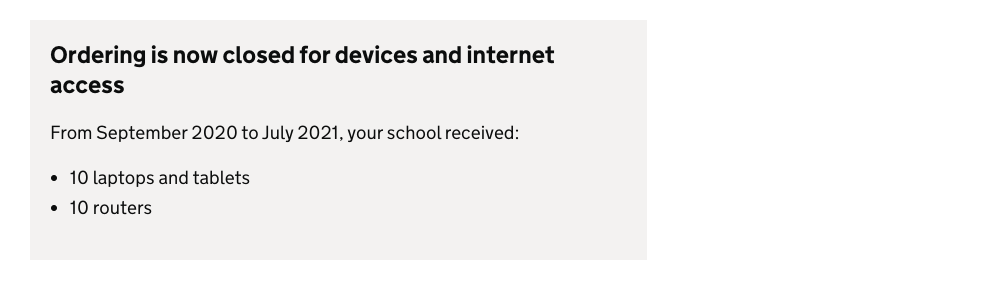 Ordering is now closed for devices and internet
access
From September 2020 to July 2021, your school received:
• 10 laptops and tablets
• 10 routers